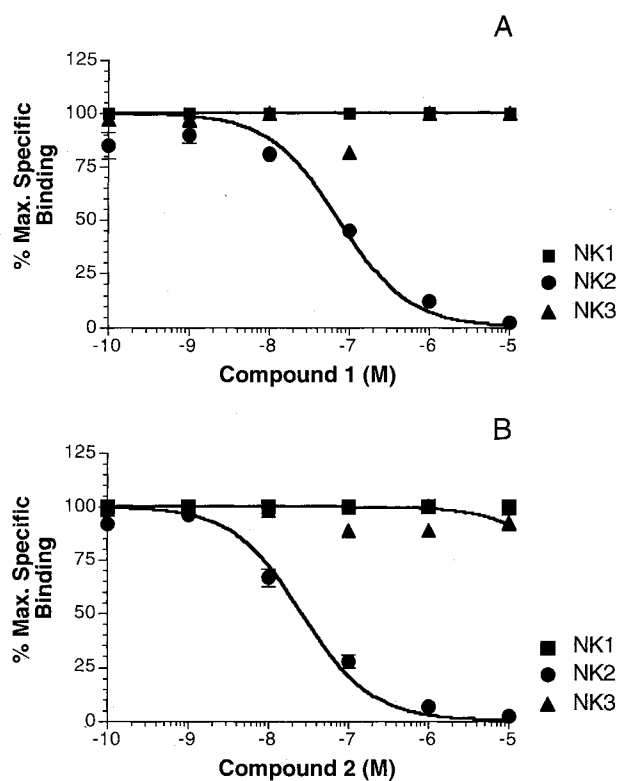 A
% Max. Specific
Binding
125
100
75
50
25
0
-10 -9 -8 -7 -6 -5
Compound 1 (M)
NK1
NK2
NK3
B
% Max. Specific
Binding
125
100
75
50
25
0
-10 -9 -8 -7 -6 -5
Compound 2 (M)
NK1
NK2
NK3